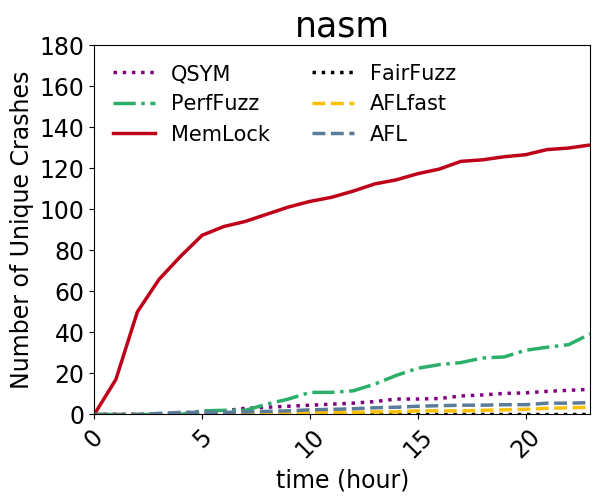 nasm
Number of Unique Crashes
180
160
140
120
100
80
60
40
20
0
QSYM
PerfFuzz
MemLock
FairFuzz
AFLfast
AFL
0
5
10
15
20
time (hour)